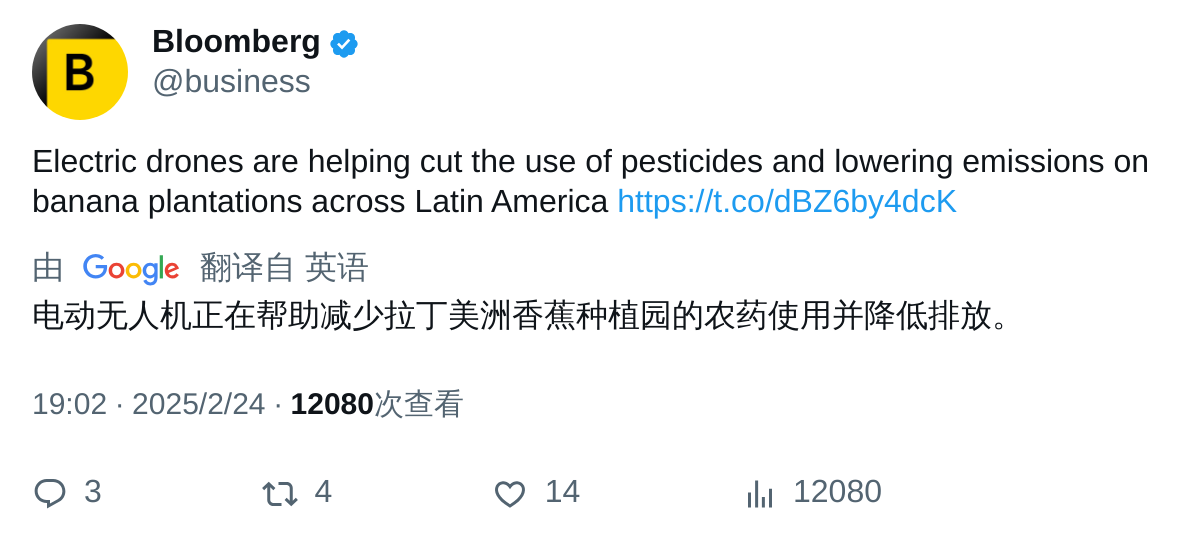 B
Bloomberg
@business
Electric drones are helping cut the use of pesticides and lowering emissions on
banana plantations across Latin America https://t.co/dBZ6by4dcK
由 Google 翻译自 英语
电动无人机正在帮助减少拉丁美洲香蕉种植园的农药使用并降低排放。
19:02 · 2025/2/24 · 12080次查看
3 4 14 12080